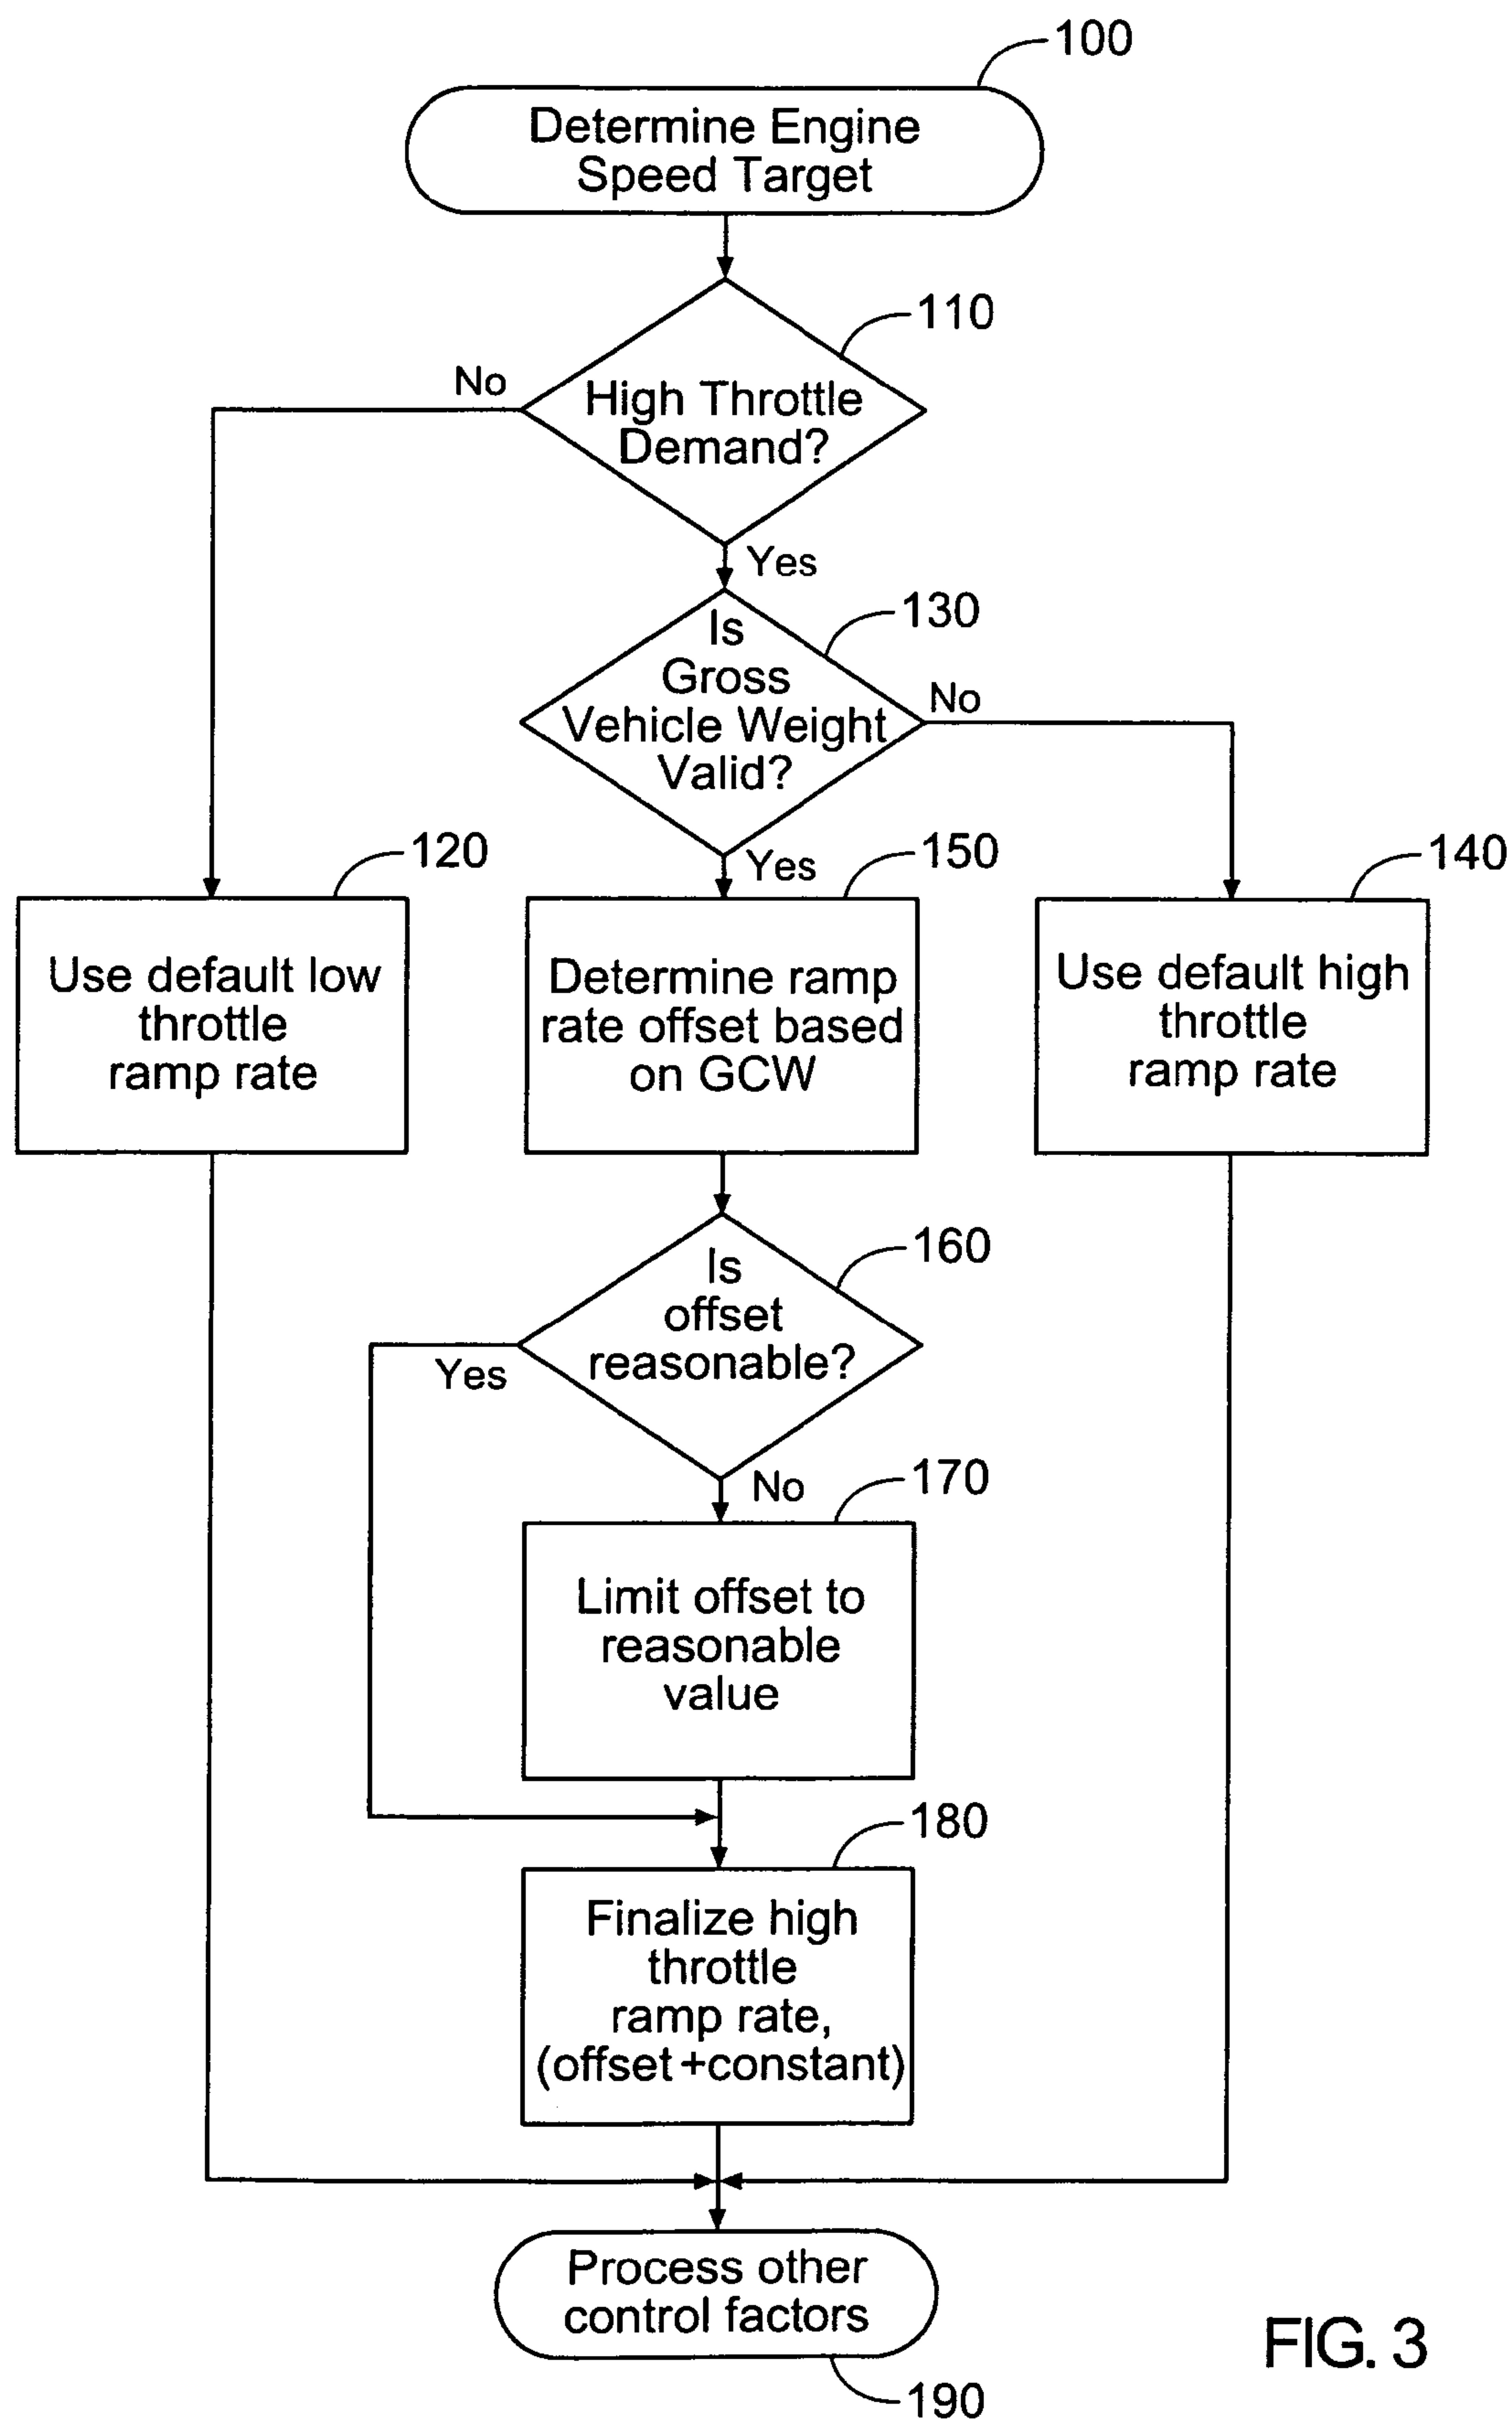 100
Determine Engine
Speed Target
110
No
High Throttle
Demand?
Yes
130
Is
Gross
Vehicle Weight
Valid?
No
Yes
120
150
140
Use default low
throttle
ramp rate
Determine ramp
rate offset based
on GCW
Use default high
throttle
ramp rate
160
Is
offset
reasonable?
Yes
No
170
Limit offset to
reasonable
value
180
Finalize high
throttle
ramp rate,
(offset+constant)
Process other
control factors
190
FIG. 3